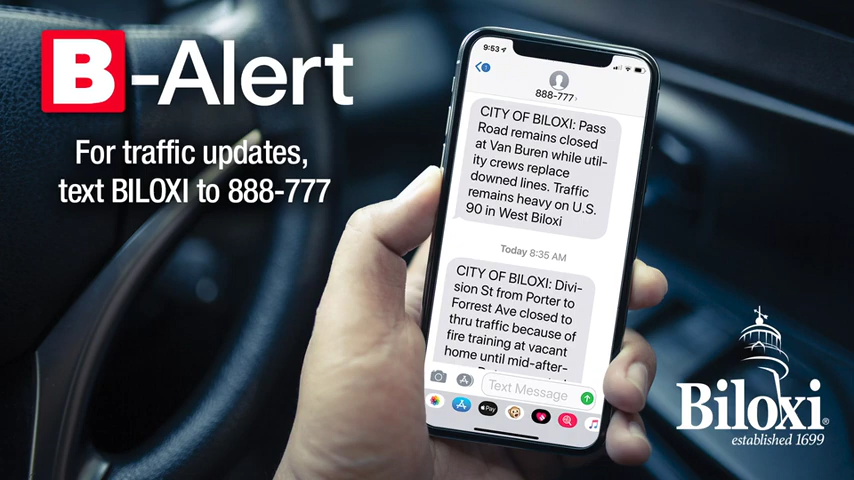 B-Alert
For traffic updates,
text BILOXI to 888-777
9:53
1
888-777
CITY OF BILOXI: Pass
Road remains closed
at Van Buren while util-
ity crews replace
downed lines. Traffic
remains heavy on U.S.
90 in West Biloxi
Today 8:35 AM
CITY OF BILOXI: Divi-
sion St from Porter to
Forrest Ave closed to
thru traffic because of
fire training at vacant
home until mid-after-
Text Message
Pay
Biloxi®
established 1699